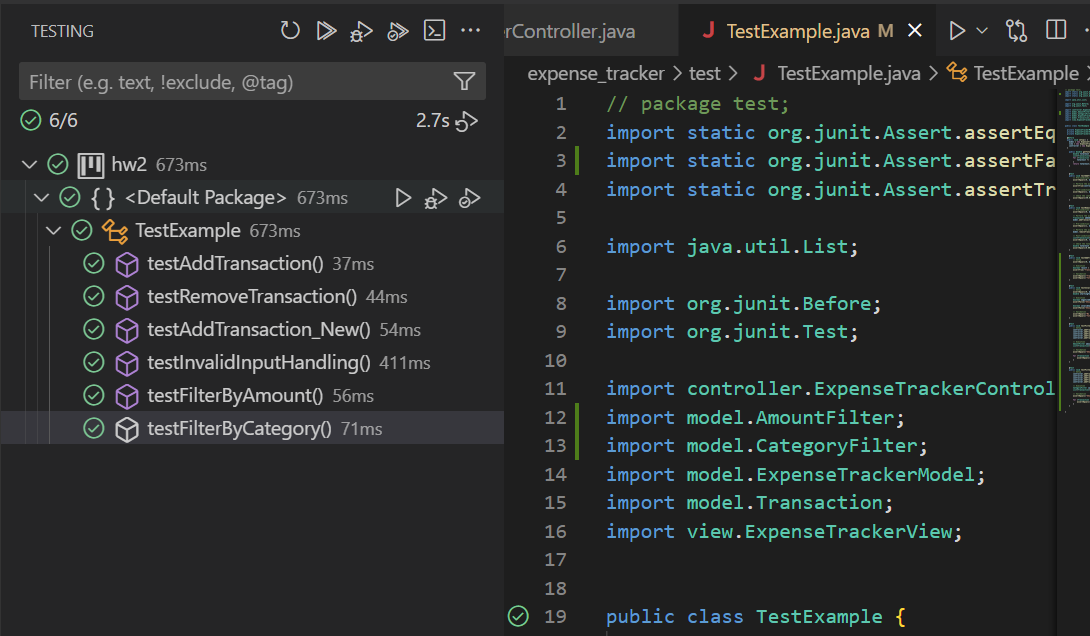 TESTING
Filter (e.g. text, !exclude, @tag)
6/6 2.7s
hw2 673ms
{} <Default Package> 673ms
TestExample 673ms
testAddTransaction() 37ms
testRemoveTransaction() 44ms
testAddTransaction_New() 54ms
testInvalidInputHandling() 411ms
testFilterByAmount() 56ms
testFilterByCategory() 71ms
rController.java J TestExample.java M
expense_tracker > test > J TestExample.java > TestExample
1 // package test;
2 import static org.junit.Assert.assertEq
3 import static org.junit.Assert.assertFa
4 import static org.junit.Assert.assertTr
5
6 import java.util.List;
7
8 import org.junit.Before;
9 import org.junit.Test;
10
11 import controller.ExpenseTrackerControl
12 import model.AmountFilter;
13 import model.CategoryFilter;
14 import model.ExpenseTrackerModel;
15 import model.Transaction;
16 import view.ExpenseTrackerView;
17
18
19 public class TestExample {